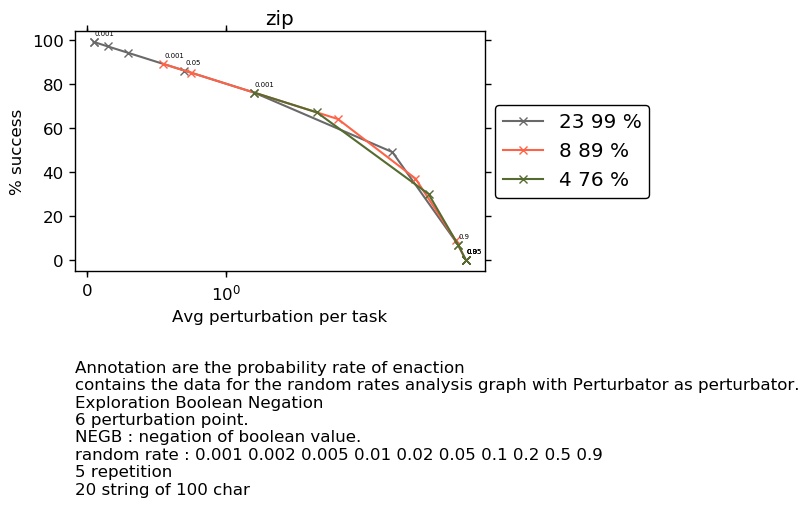 zip
0.001
0.001
0.05
0.001
0.9
100
80
60
40
20
0
% success
0
10⁰
Avg perturbation per task
23 99 %
8 89 %
4 76 %
Annotation are the probability rate of enaction
contains the data for the random rates analysis graph with Perturbator as perturbator.
Exploration Boolean Negation
6 perturbation point.
NEGB : negation of boolean value.
random rate : 0.001 0.002 0.005 0.01 0.02 0.05 0.1 0.2 0.5 0.9
5 repetition
20 string of 100 char